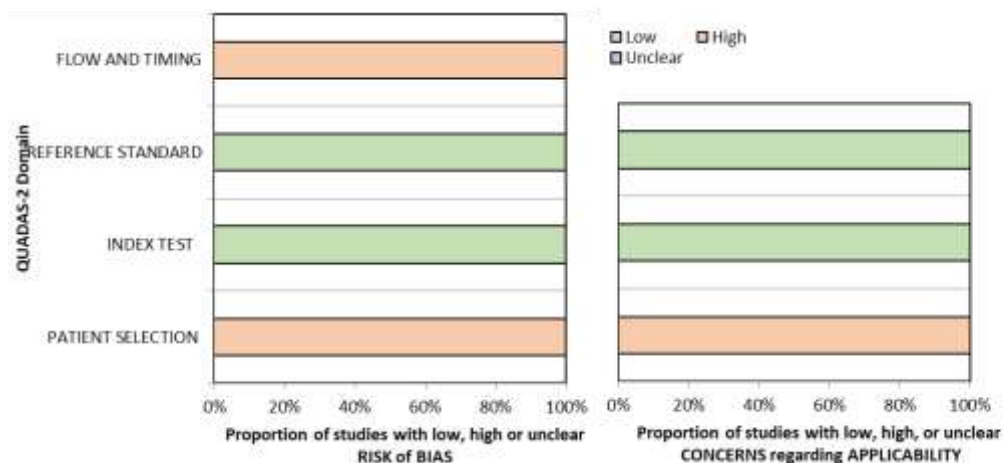 Low High
Unclear
FLOW AND TIMING
REFERENCE STANDARD
INDEX TEST
PATIENT SELECTION
QUADAS-2 Domain
0% 20% 40% 60% 80% 100%
Proportion of studies with low, high or unclear
RISK of BIAS
0% 20% 40% 60% 80% 100%
Proportion of studies with low, high, or unclear
CONCERNS regarding APPLICABILITY